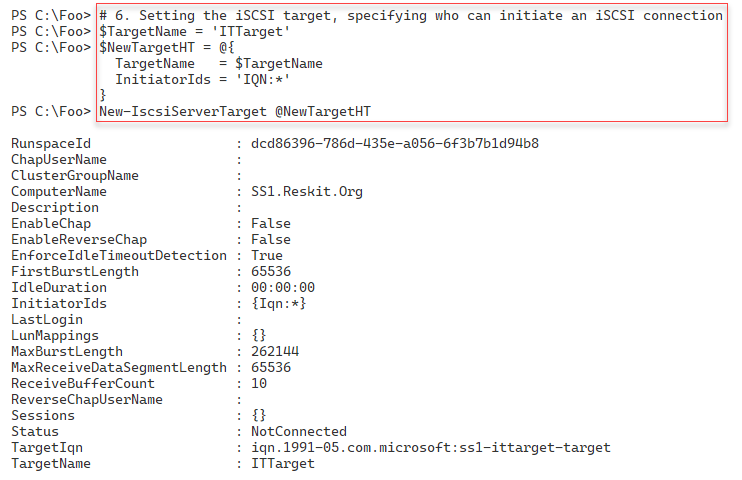 PS C:\Foo> # 6. Setting the iSCSI target, specifying who can initiate an iSCSI connection
PS C:\Foo> $TargetName = 'ITTarget'
PS C:\Foo> $NewTargetHT = @{
             TargetName   = $TargetName
             InitiatorIds = 'IQN:*'
           }
PS C:\Foo> New-IscsiServerTarget @NewTargetHT

RunspaceId                  : dcd86396-786d-435e-a056-6f3b7b1d94b8
ChapUserName                :
ClusterGroupName            :
ComputerName                : SS1.Reskit.Org
Description                 :
EnableChap                  : False
EnableReverseChap           : False
EnforceIdleTimeoutDetection : True
FirstBurstLength            : 65536
IdleDuration                : 00:00:00
InitiatorIds                : {Iqn:*}
LastLogin                   :
LunMappings                 : {}
MaxBurstLength              : 262144
MaxReceiveDataSegmentLength : 65536
ReceiveBufferCount          : 10
ReverseChapUserName         :
Sessions                    : {}
Status                      : NotConnected
TargetIqn                   : iqn.1991-05.com.microsoft:ss1-ittarget-target
TargetName                  : ITTarget